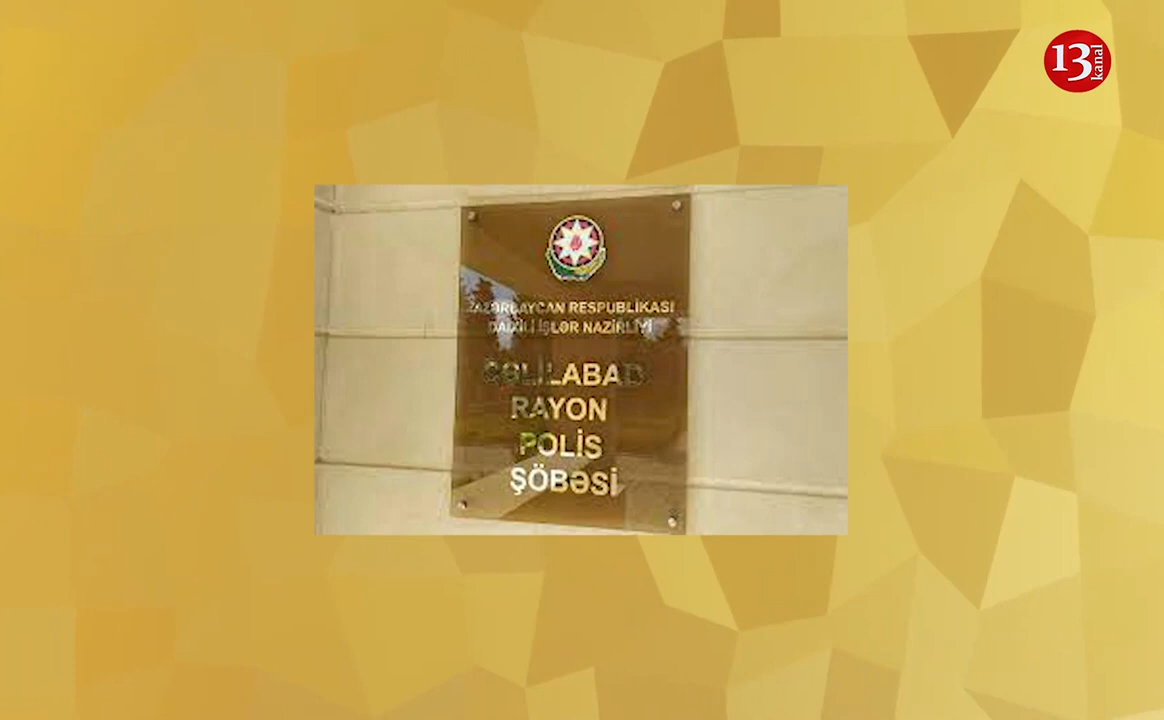 13
kanal
AZƏRBAYCAN RESPUBLİKASI
DAXİLİ İŞLƏR NAZİRLİYİ
CƏLİLABAD
RAYON
POLİS
ŞÖBƏSİ